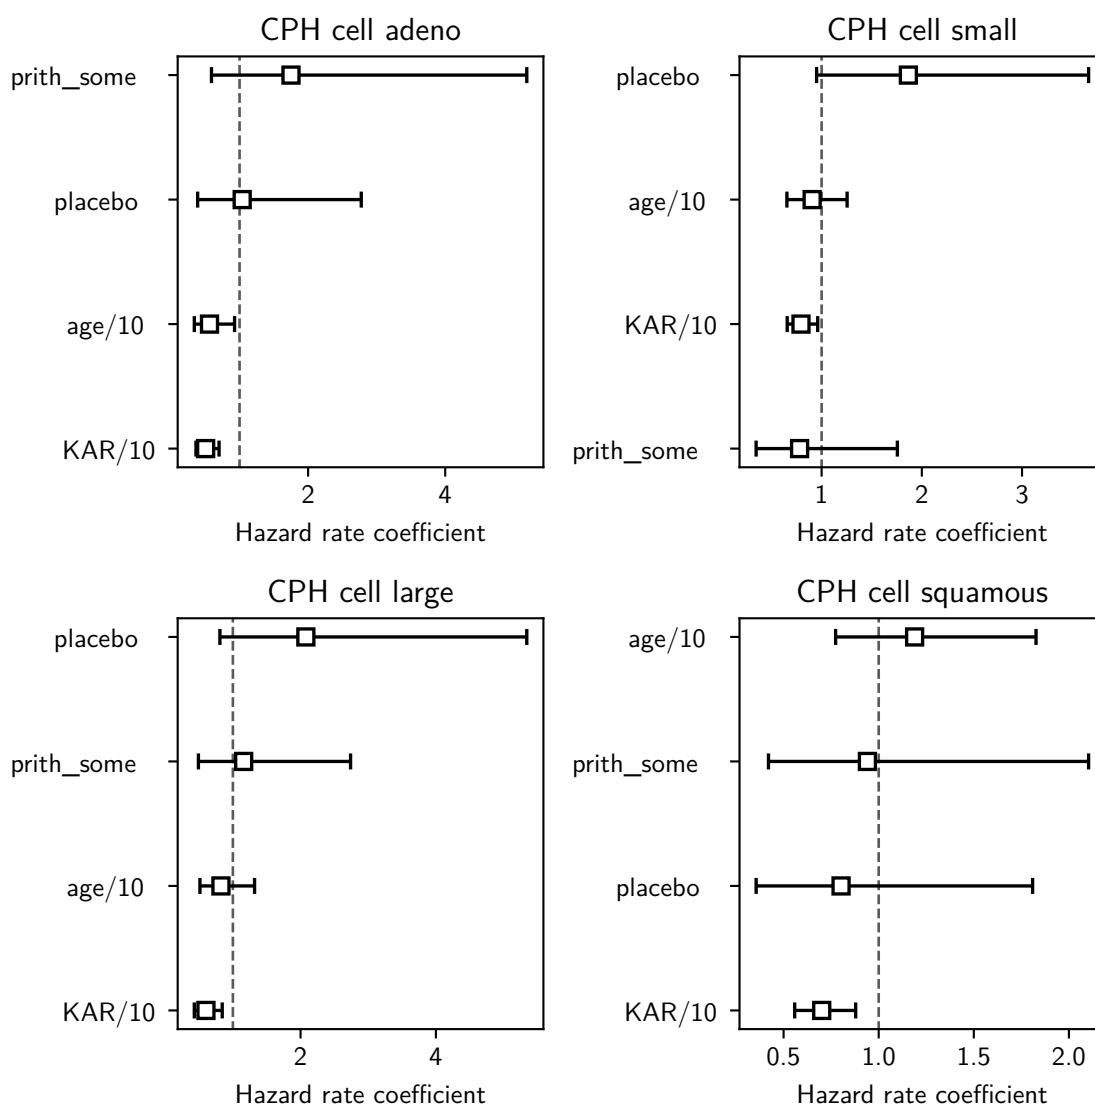 CPH cell adeno
prith_some
placebo
age/10
KAR/10
2 4
Hazard rate coefficient
CPH cell small
placebo
age/10
KAR/10
prith_some
1 2 3
Hazard rate coefficient
CPH cell large
placebo
prith_some
age/10
KAR/10
2 4
Hazard rate coefficient
CPH cell squamous
age/10
prith_some
placebo
KAR/10
0.5 1.0 1.5 2.0
Hazard rate coefficient